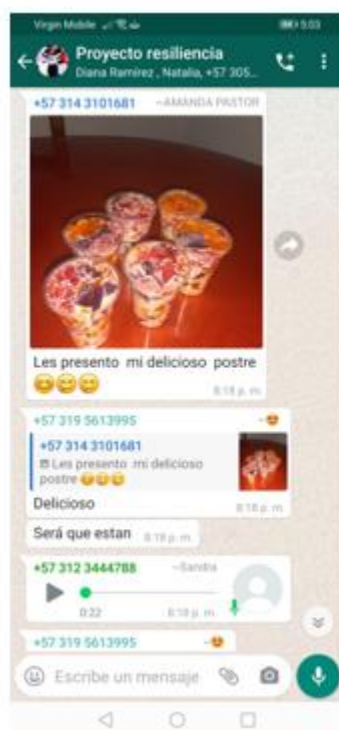 Virgin Mobile
5:03
Proyecto resiliencia
Diana Ramírez , Natalia, +57 305...
+57 314 3101681 ~AMANDA PASTOR
Les presento mi delicioso postre
😋😋😋
8:18 p. m.
+57 319 5613995 ~😍
+57 314 3101681
Les presento mi delicioso
postre 😋😋😋
Delicioso
8:18 p. m.
Será que estan 8:18 p. m.
+57 312 3444788 ~Sandra
0:22 8:18 p. m.
+57 319 5613995 ~😍
Escribe un mensaje